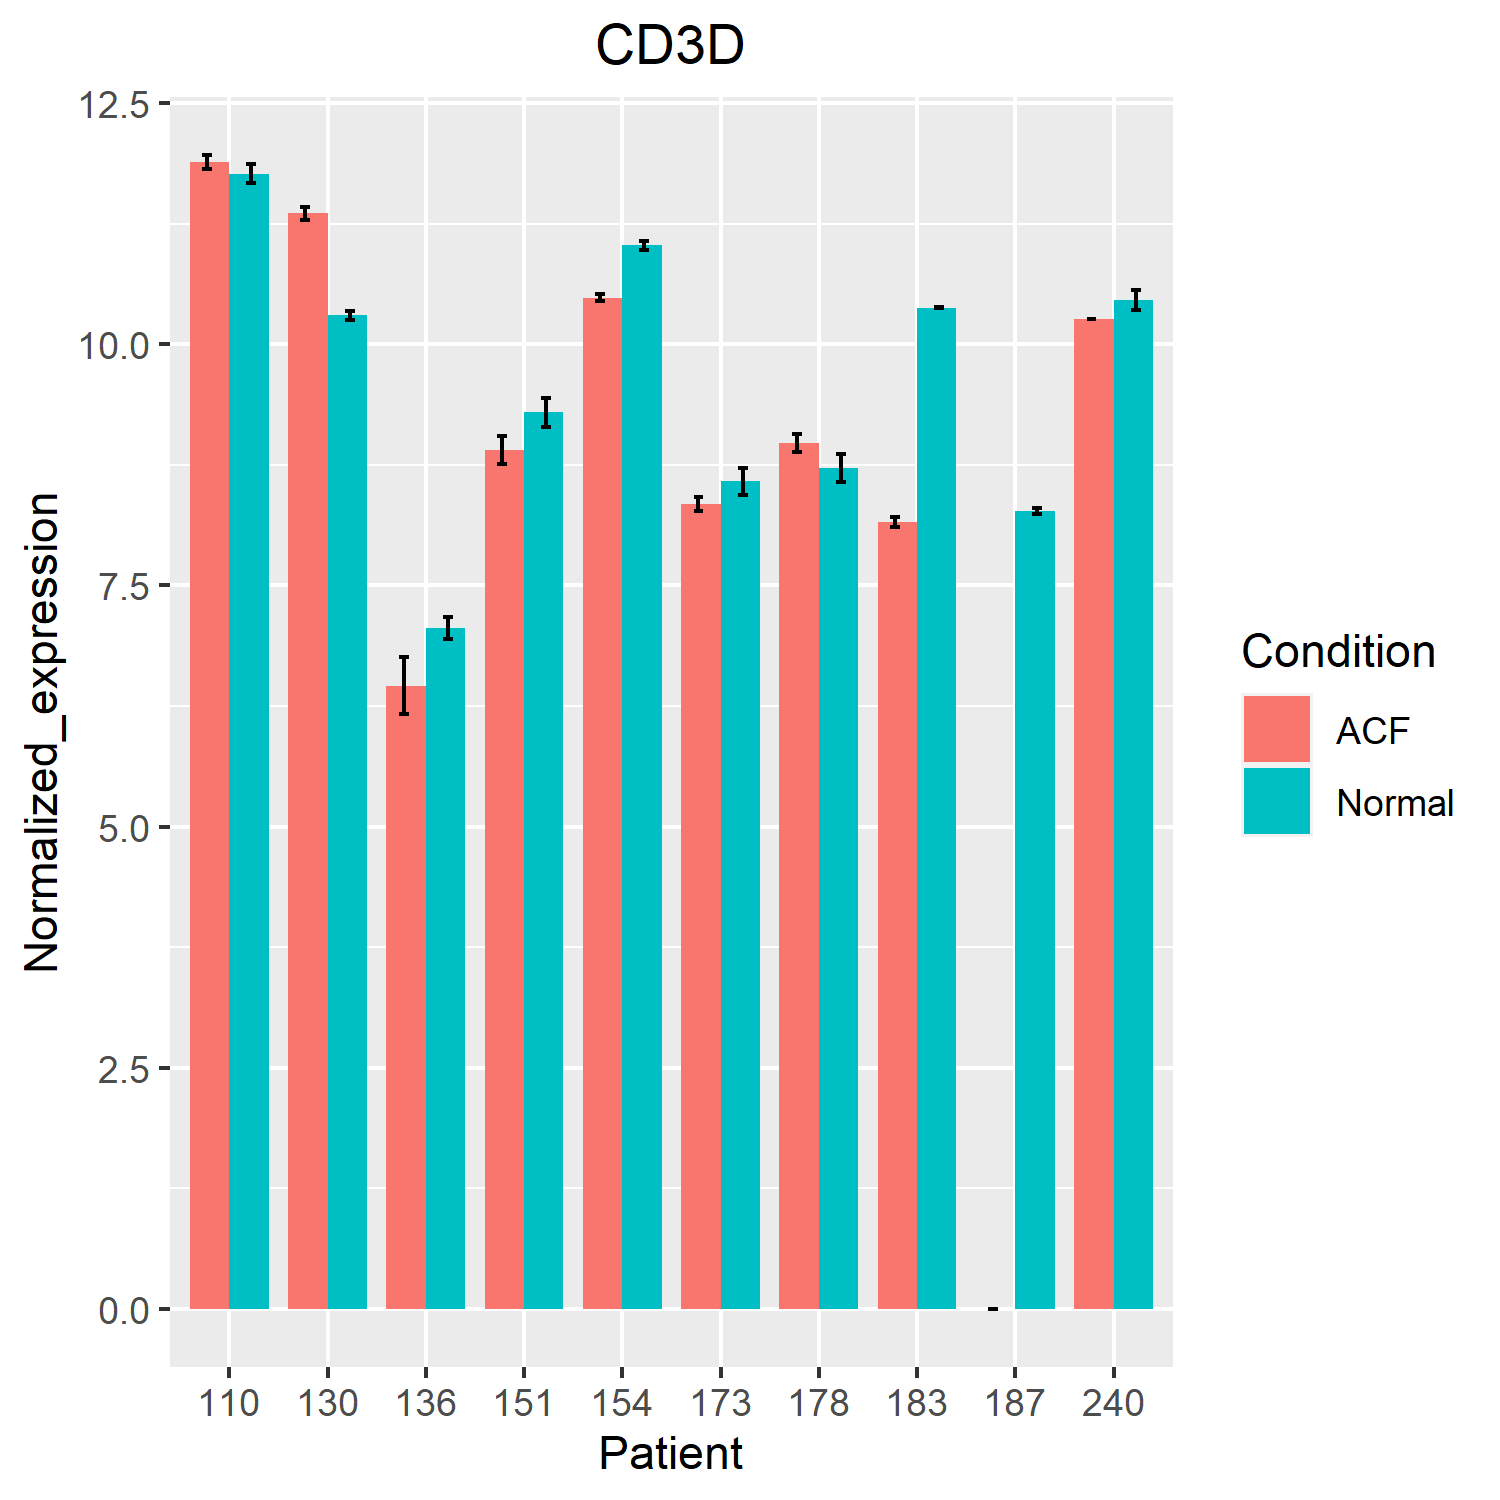 CD3D
12.5
10.0
7.5
5.0
2.5
0.0
Normalized_expression
110 130 136 151 154 173 178 183 187 240
Patient
Condition
ACF
Normal